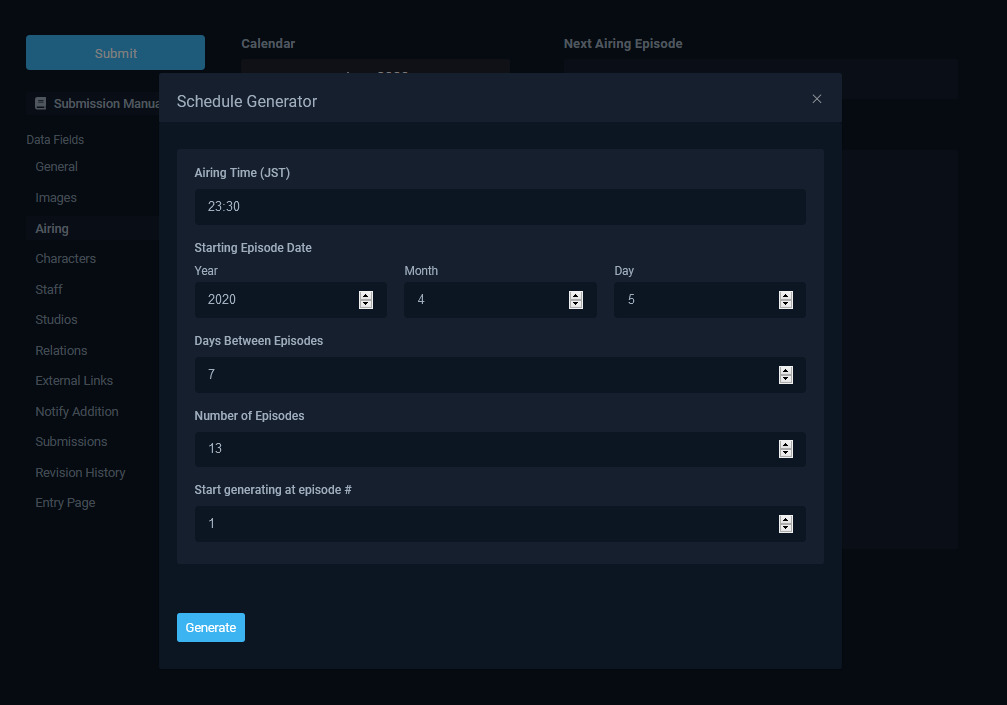 Submit
Calendar
Next Airing Episode
Submission Manua
Schedule Generator
Data Fields
General
Images
Airing
Characters
Staff
Studios
Relations
External Links
Notify Addition
Submissions
Revision History
Entry Page
Airing Time (JST)
23:30
Starting Episode Date
Year Month Day
2020 4 5
Days Between Episodes
7
Number of Episodes
13
Start generating at episode #
1
Generate